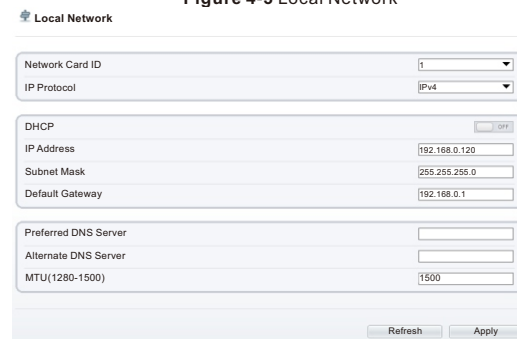 Figure 4-3 Local Network
Local Network
Network Card ID 1
IP Protocol IPv4
DHCP OFF
IP Address 192.168.0.120
Subnet Mask 255.255.255.0
Default Gateway 192.168.0.1
Preferred DNS Server
Alternate DNS Server
MTU(1280-1500) 1500
Refresh Apply